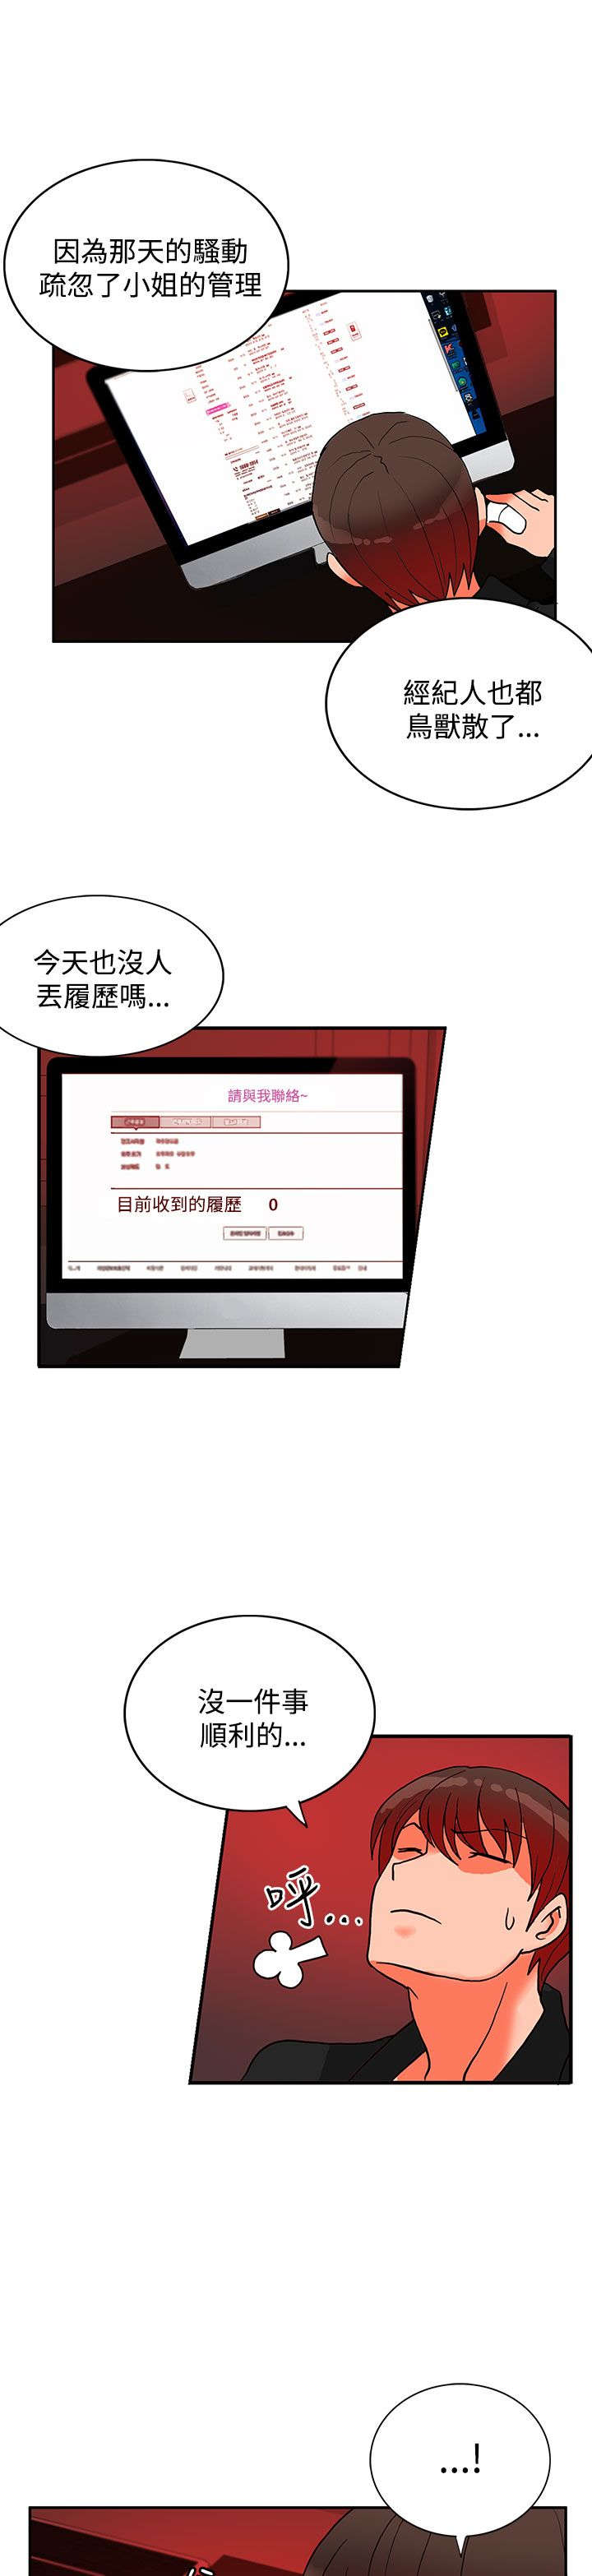 因為那天的騷動
疏忽了小姐的管理
經紀人也都
鳥獸散了...
今天也沒人
丟履歷嗎...
請與我聯絡~
目前收到的履歷 0
沒一件事
順利的...
呼...
...!